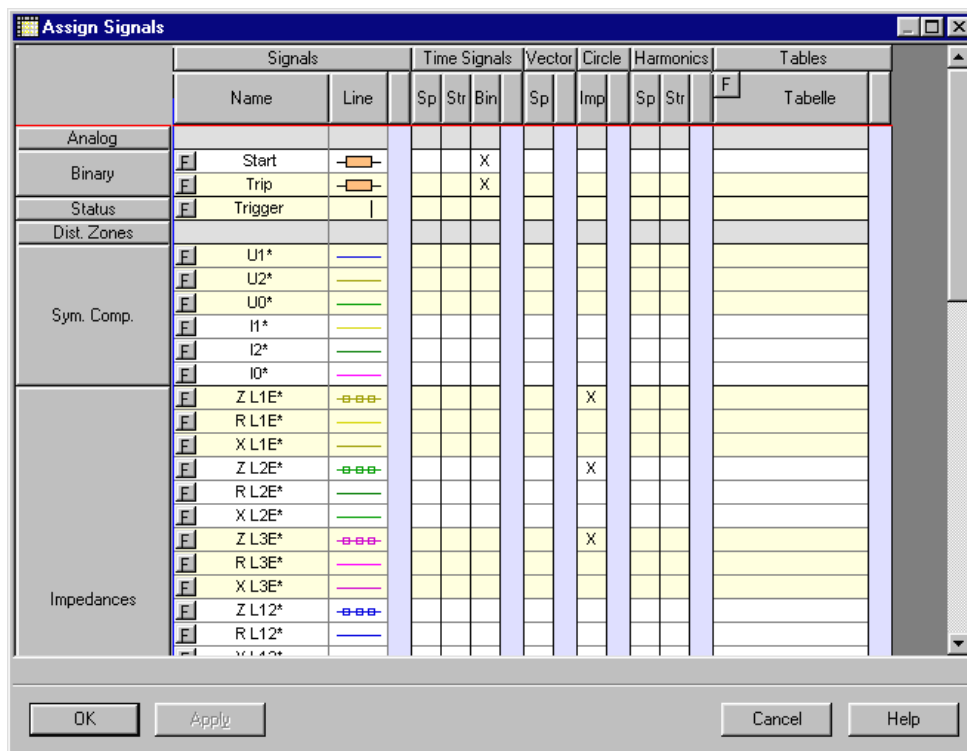 Assign Signals
Signals Time Signals Vector Circle Harmonics Tables
Name Line Sp Str Bin Sp Imp Sp Str F Tabelle
Analog
Binary
F Start X
F Trip X
Status F Trigger
Dist. Zones
Sym. Comp.
F U1*
F U2*
F U0*
F I1*
F I2*
F I0*
Impedances
F Z L1E* X
F R L1E*
F X L1E*
F Z L2E* X
F R L2E*
F X L2E*
F Z L3E* X
F R L3E*
F X L3E*
F Z L12*
F R L12*
OK Apply Cancel Help